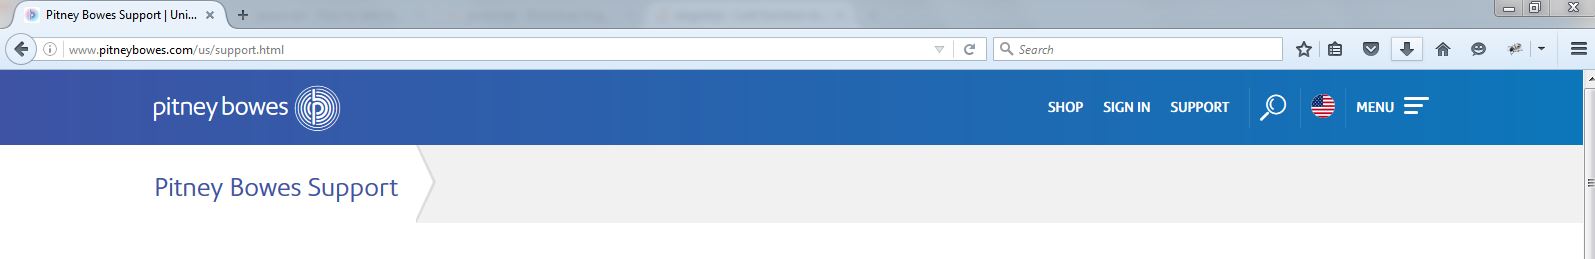 Pitney Bowes Support | Uni...
www.pitneybowes.com/us/support.html
Search
pitney bowes
SHOP SIGN IN SUPPORT MENU
Pitney Bowes Support